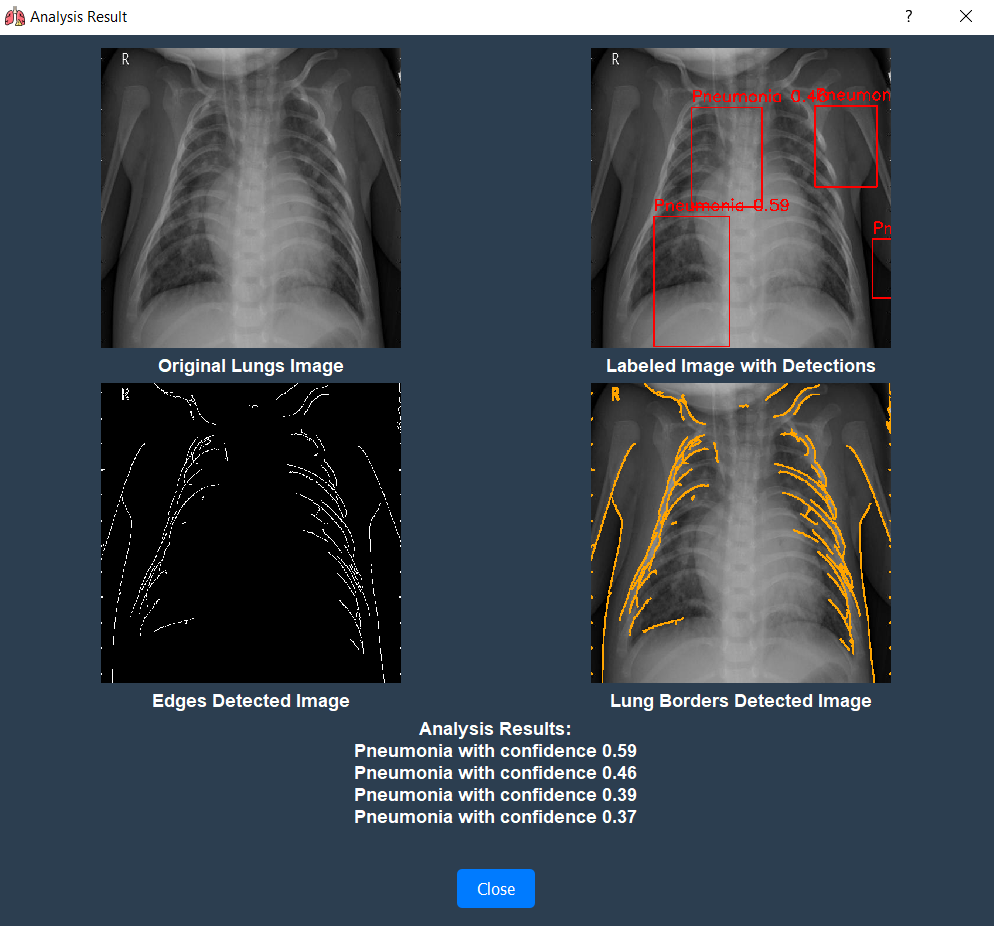 Analysis Result
?
R
R
Pneumonia 0.46
Pneumon
Pneumonia 0.59
Pn
Original Lungs Image
Labeled Image with Detections
R
R
Edges Detected Image
Lung Borders Detected Image
Analysis Results:
Pneumonia with confidence 0.59
Pneumonia with confidence 0.46
Pneumonia with confidence 0.39
Pneumonia with confidence 0.37
Close